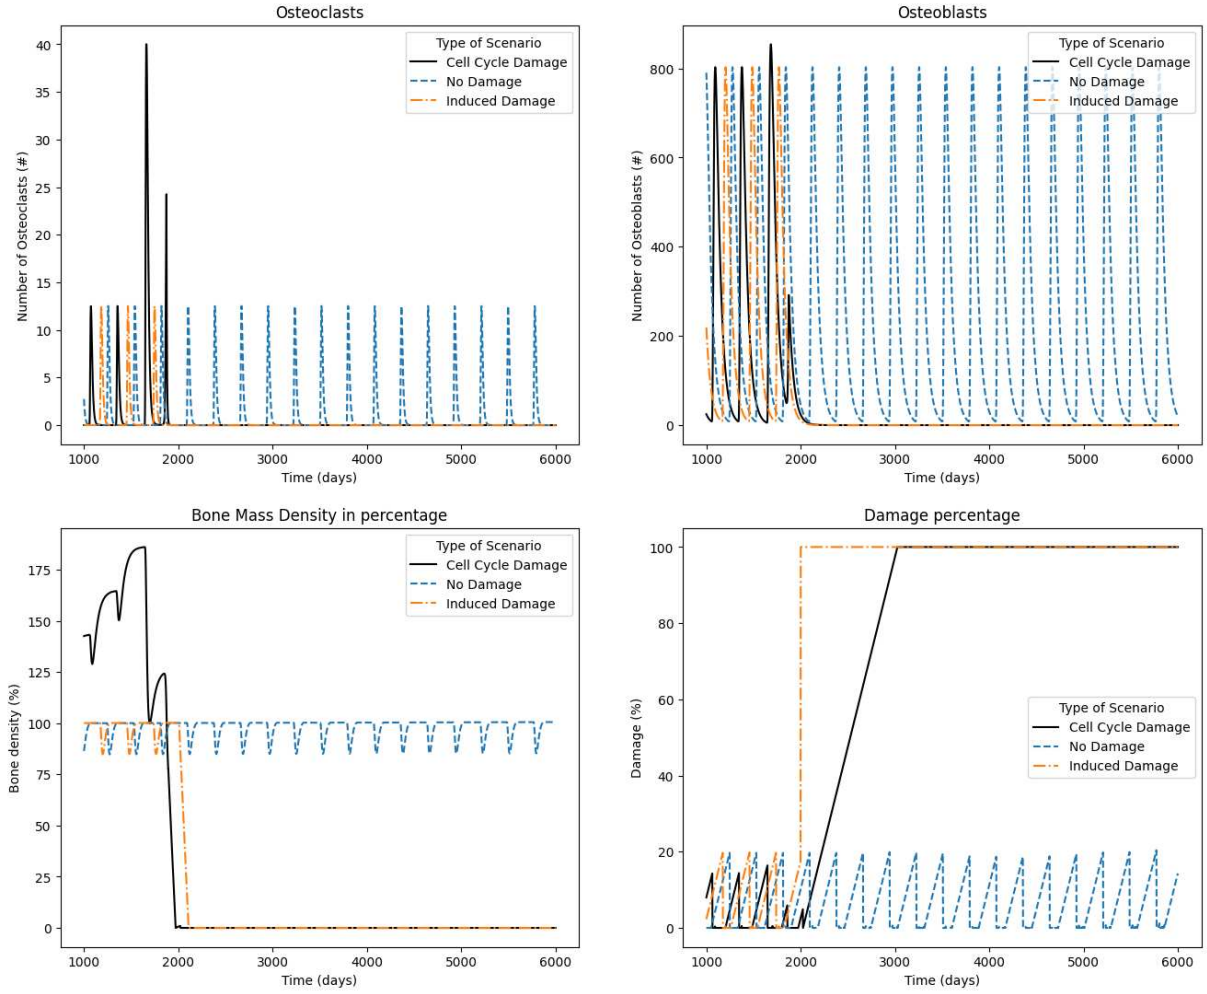 Osteoclasts
Number of Osteoclasts (#)
40
35
30
25
20
15
10
5
0
1000 2000 3000 4000 5000 6000
Time (days)
Type of Scenario
Cell Cycle Damage
No Damage
Induced Damage
Osteoblasts
Number of Osteoblasts (#)
800
600
400
200
0
1000 2000 3000 4000 5000 6000
Time (days)
Type of Scenario
Cell Cycle Damage
No Damage
Induced Damage
Bone Mass Density in percentage
Bone density (%)
175
150
125
100
75
50
25
0
1000 2000 3000 4000 5000 6000
Time (days)
Type of Scenario
Cell Cycle Damage
No Damage
Induced Damage
Damage percentage
Damage (%)
100
80
60
40
20
0
1000 2000 3000 4000 5000 6000
Time (days)
Type of Scenario
Cell Cycle Damage
No Damage
Induced Damage